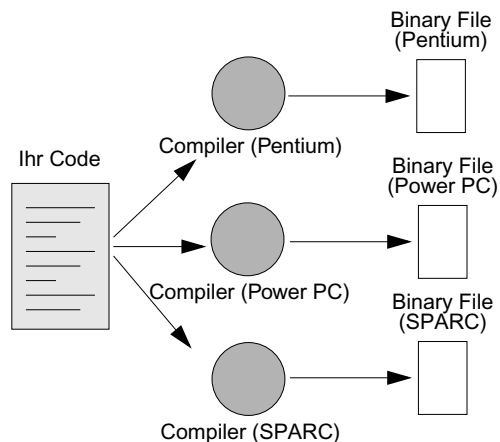 Ihr Code
Compiler (Pentium)
Binary File
(Pentium)
Compiler (Power PC)
Binary File
(Power PC)
Compiler (SPARC)
Binary File
(SPARC)